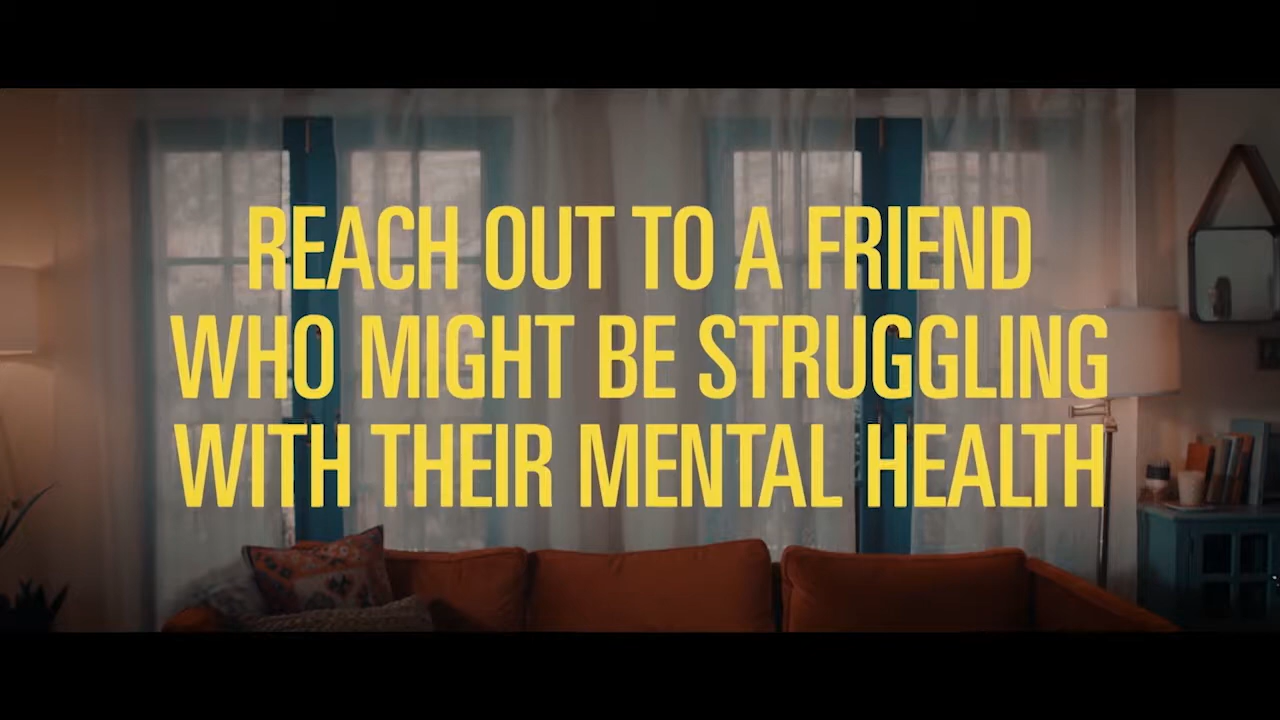 REACH OUT TO A FRIEND
WHO MIGHT BE STRUGGLING
WITH THEIR MENTAL HEALTH